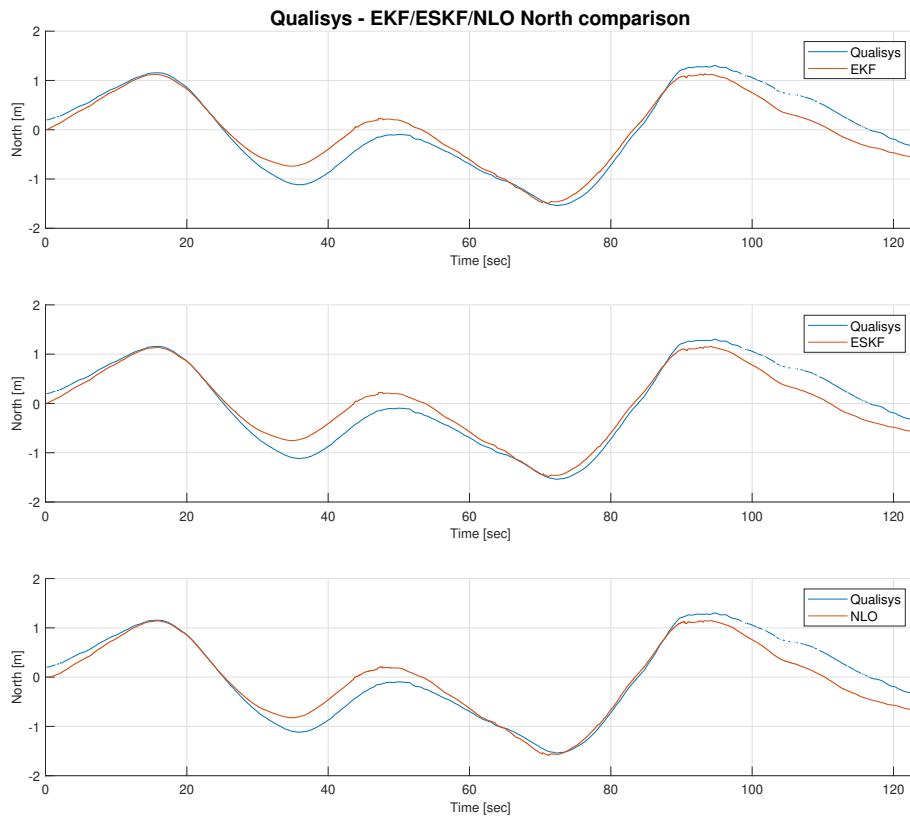 Qualisys - EKF/ESKF/NLO North comparison
2
1
0
-1
-2
North [m]
Qualisys
EKF
0 20 40 60 80 100 120
Time [sec]
2
1
0
-1
-2
North [m]
Qualisys
ESKF
0 20 40 60 80 100 120
Time [sec]
2
1
0
-1
-2
North [m]
Qualisys
NLO
0 20 40 60 80 100 120
Time [sec]